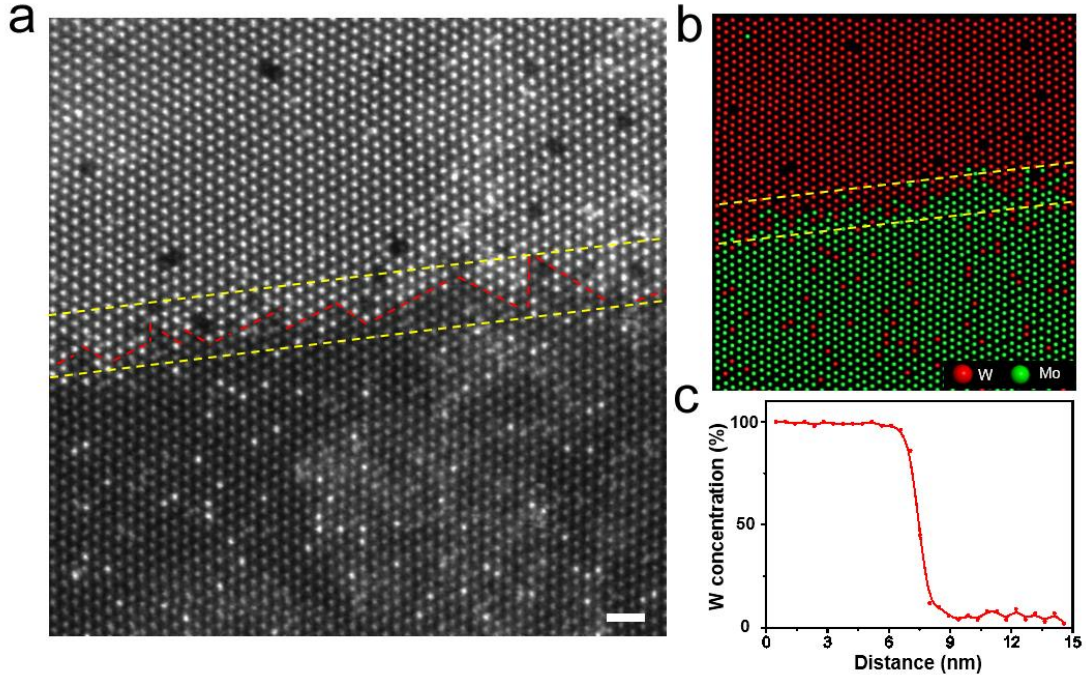 a
b
W Mo
c
W concentration (%)
100
50
0
0 3 6 9 12 15
Distance (nm)